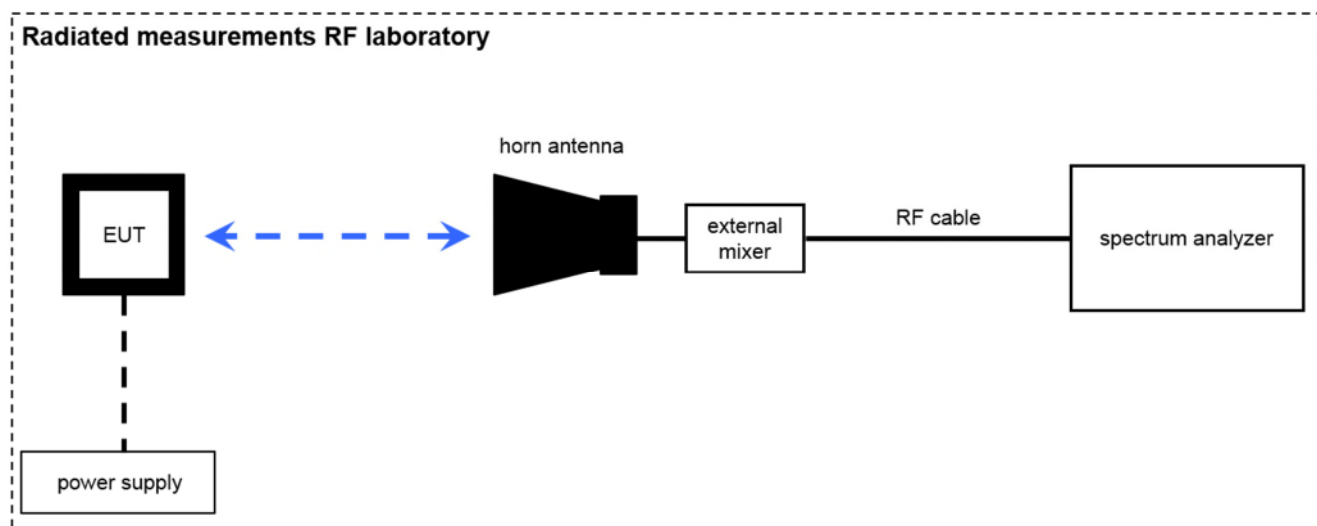 Radiated measurements RF laboratory
horn antenna
EUT
external
mixer
RF cable
spectrum analyzer
power supply